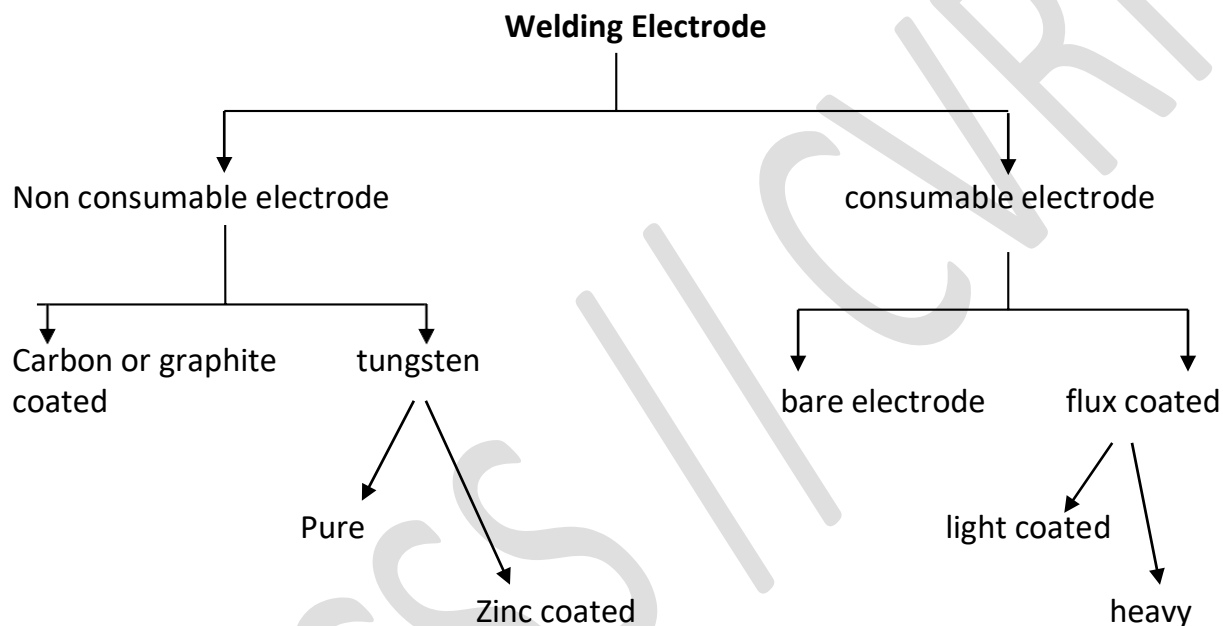 Welding Electrode
Non consumable electrode
consumable electrode
Carbon or graphite
coated
tungsten
bare electrode
flux coated
Pure
light coated
Zinc coated
heavy